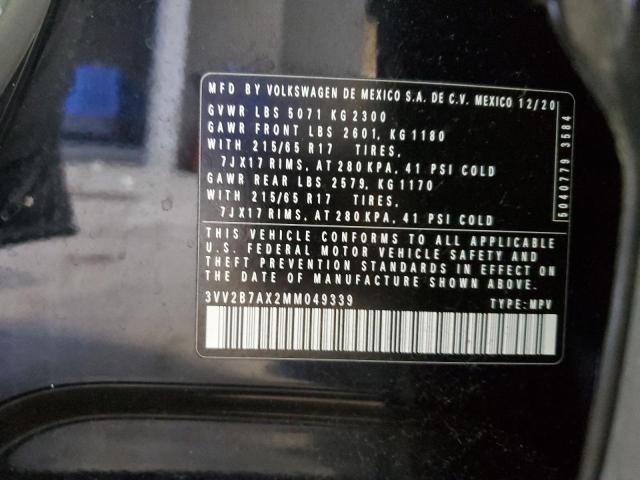 MFD BY VOLKSWAGEN DE MEXICO S.A. DE C.V. MEXICO 12/20
GVWR LBS 5071 KG 2300
GAWR FRONT LBS 2601, KG 1180
WITH 215/65 R17 TIRES,
7JX17 RIMS, AT 280 KPA, 41 PSI COLD
GAWR REAR LBS 2579, KG 1170
WITH 215/65 R17 TIRES,
7JX17 RIMS, AT 280 KPA, 41 PSI COLD
THIS VEHICLE CONFORMS TO ALL APPLICABLE
U.S. FEDERAL MOTOR VEHICLE SAFETY AND
THEFT PREVENTION STANDARDS IN EFFECT ON
THE DATE OF MANUFACTURE SHOWN ABOVE.
3VV2B7AX2MM049339 TYPE: MPV
5040779 3584